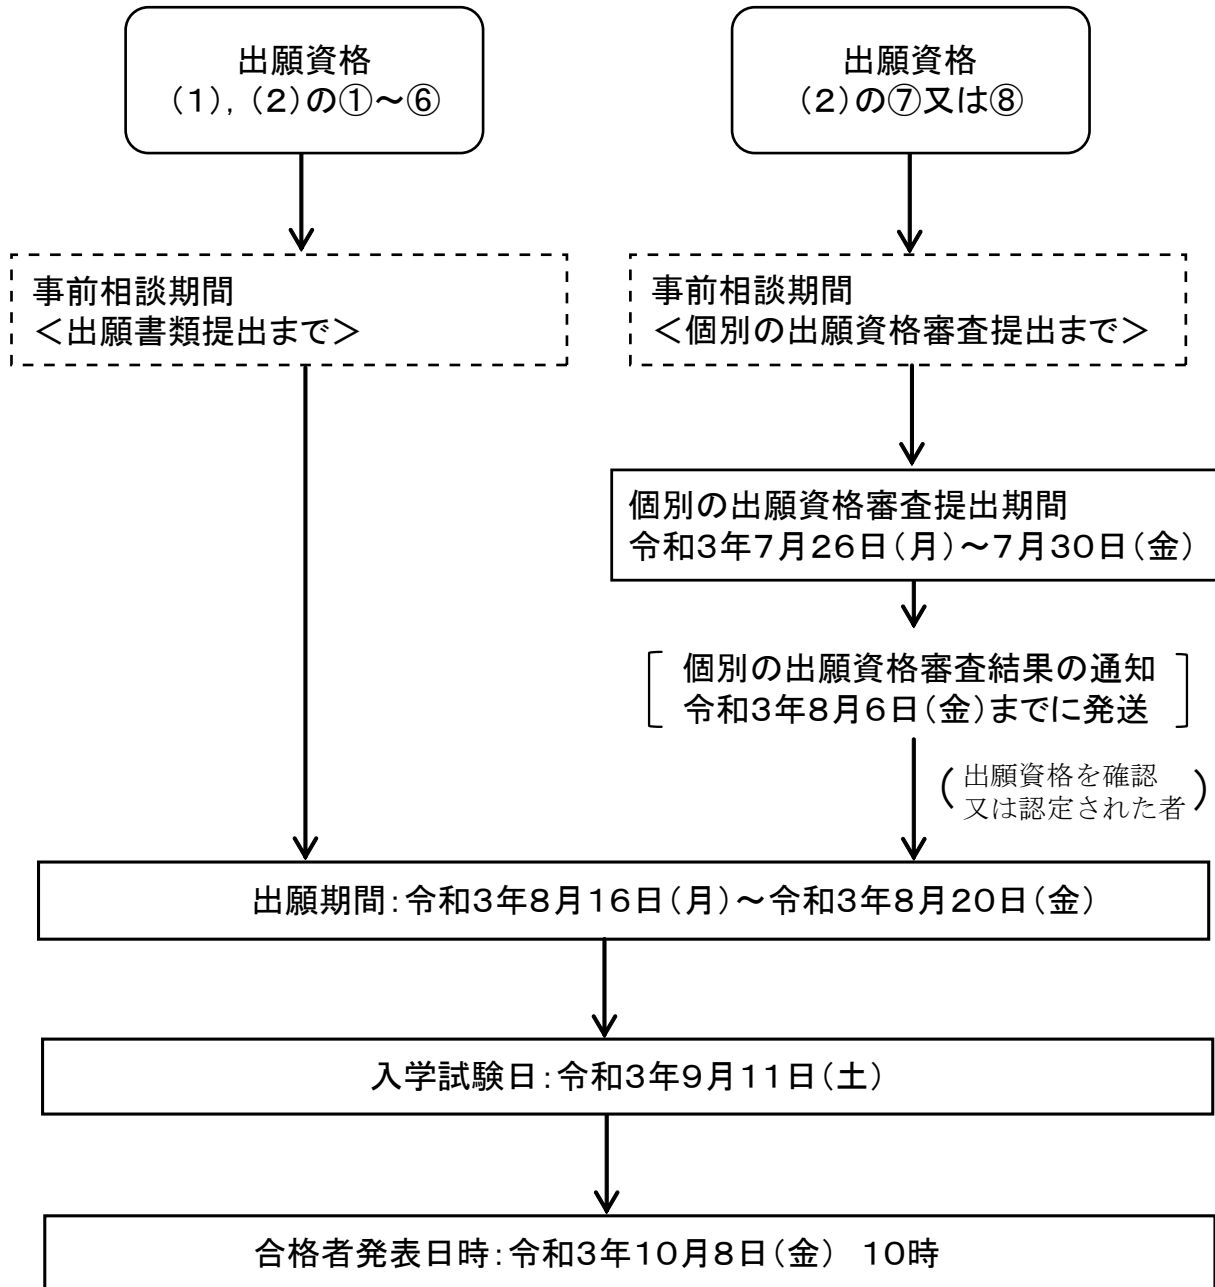 出願資格
(1),(2)の①～⑥
出願資格
(2)の⑦又は⑧
事前相談期間
＜出願書類提出まで＞
事前相談期間
＜個別の出願資格審査提出まで＞
個別の出願資格審査提出期間
令和3年7月26日(月)～7月30日(金)
個別の出願資格審査結果の通知
令和3年8月6日(金)までに発送
出願資格を確認
又は認定された者
出願期間:令和3年8月16日(月)～令和3年8月20日(金)
入学試験日:令和3年9月11日(土)
合格者発表日時:令和3年10月8日(金) 10時